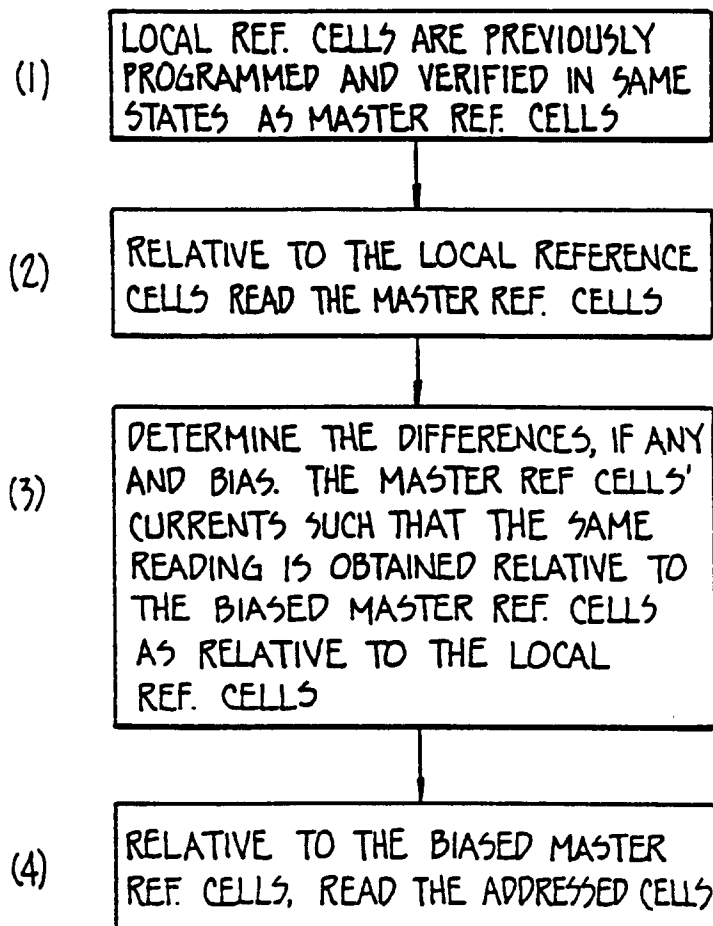 (1)
LOCAL REF. CELLS ARE PREVIOUSLY
PROGRAMMED AND VERIFIED IN SAME
STATES AS MASTER REF. CELLS
(2)
RELATIVE TO THE LOCAL REFERENCE
CELLS READ THE MASTER REF. CELLS
(3)
DETERMINE THE DIFFERENCES, IF ANY
AND BIAS. THE MASTER REF CELLS'
CURRENTS SUCH THAT THE SAME
READING IS OBTAINED RELATIVE TO
THE BIASED MASTER REF. CELLS
AS RELATIVE TO THE LOCAL
REF. CELLS
(4)
RELATIVE TO THE BIASED MASTER
REF. CELLS, READ THE ADDRESSED CELLS